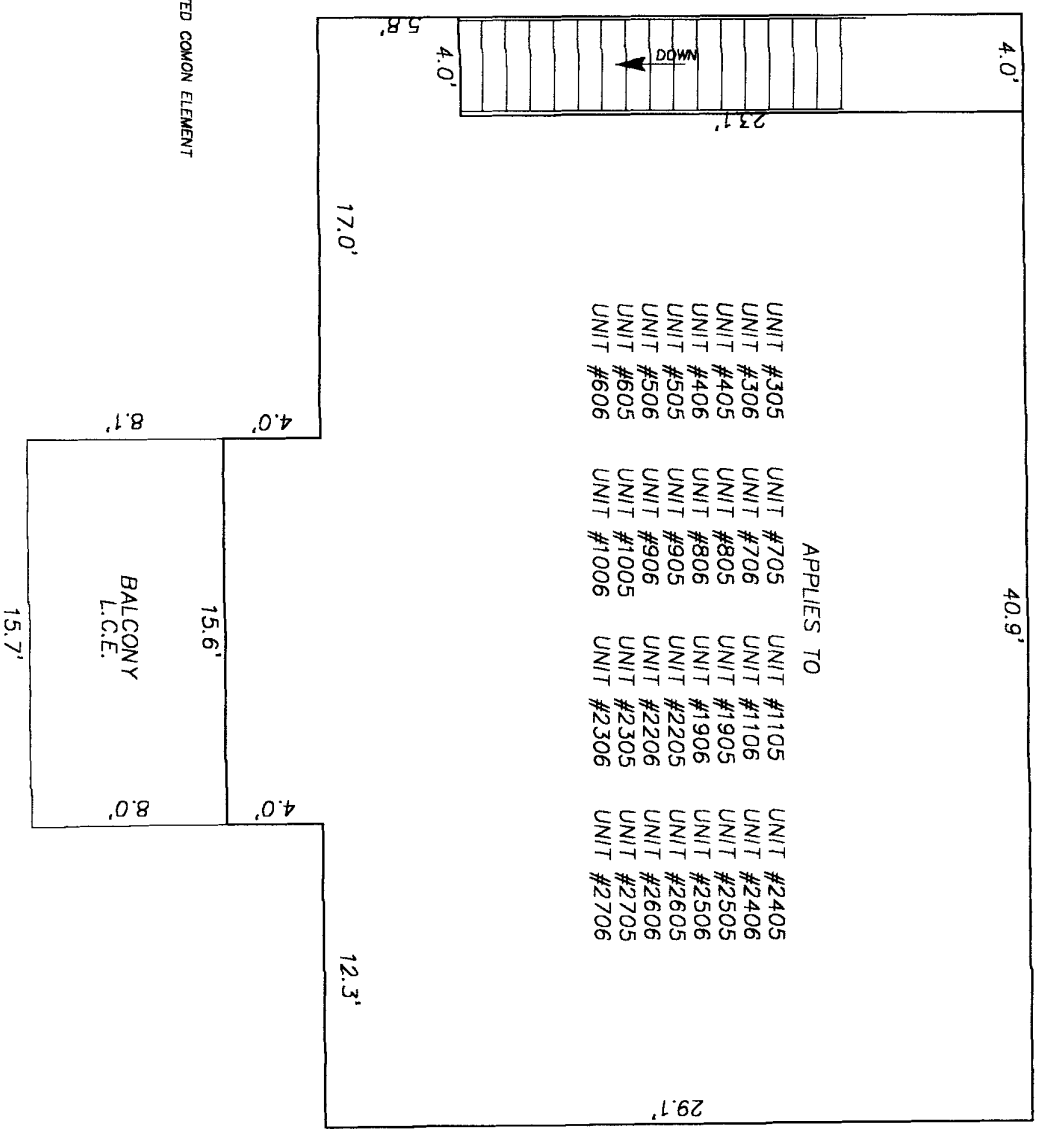 4.0'
40.9'
APPLIES TO
UNIT #305 UNIT #705 UNIT #1105 UNIT #2405
UNIT #306 UNIT #706 UNIT #1106 UNIT #2406
UNIT #405 UNIT #805 UNIT #1905 UNIT #2505
UNIT #406 UNIT #806 UNIT #1906 UNIT #2506
UNIT #505 UNIT #905 UNIT #2205 UNIT #2605
UNIT #506 UNIT #906 UNIT #2206 UNIT #2606
UNIT #605 UNIT #1005 UNIT #2305 UNIT #2705
UNIT #606 UNIT #1006 UNIT #2306 UNIT #2706
23.1'
DOWN
29.1'
4.0'
5.8'
17.0'
12.3'
4.0'
4.0'
15.6'
8.1'
8.0'
BALCONY
L.C.E.
15.7'
TED COMON ELEMENT